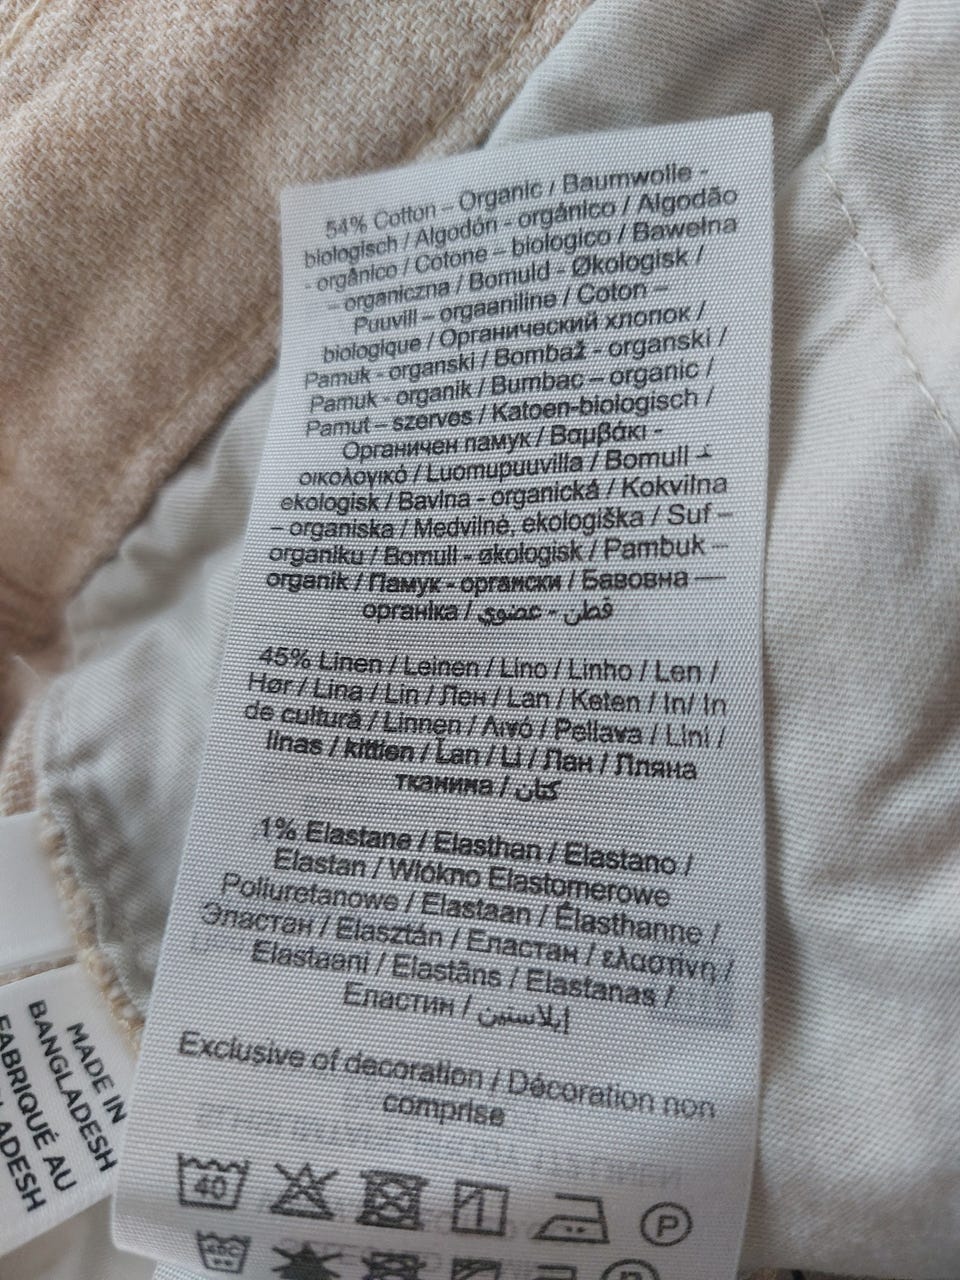 54% Cotton – Organic / Baumwolle -
biologisch / Algodón - orgánico / Algodão
- orgânico / Cotone – biologico / Bawełna
– organiczna / Bomuld - Økologisk /
Puuvill – orgaaniline / Coton –
biologique / Органический хлопок /
Pamuk - organski / Bombaž - organski /
Pamuk - organik / Bumbac – organic /
Pamut – szerves / Katoen-biologisch /
Органичен памук / Βαμβάκι -
οικολογικό / Luomupuuvilla / Bomull –
ekologisk / Bavlna - organická / Kokvilna
– organiska / Medvilnė, ekologiška / Suf –
organiku / Bomull - økologisk / Pambuk –
organik / Памук - органски / Бавовна —
органіка / قطن - عضوي
45% Linen / Leinen / Lino / Linho / Len /
Hør / Lina / Lin / Лен / Lan / Keten / In/ In
de cultură / Linnen / Λινό / Pellava / Lini /
linas / kittien / Ļan / Li / Лан / Лляна
тканина / كتان
1% Elastane / Elasthan / Elastano /
Elastan / Włókno Elastomerowe
Poliuretanowe / Elastaan / Élasthanne /
Эластан / Elasztán / Еластан / ελαστίνη /
Elastaani / Elastāns / Elastanas /
Еластин / إيلاستين
Exclusive of decoration / Décoration non
comprise
40
P
MADE IN
BANGLADESH
FABRIQUÉ AU